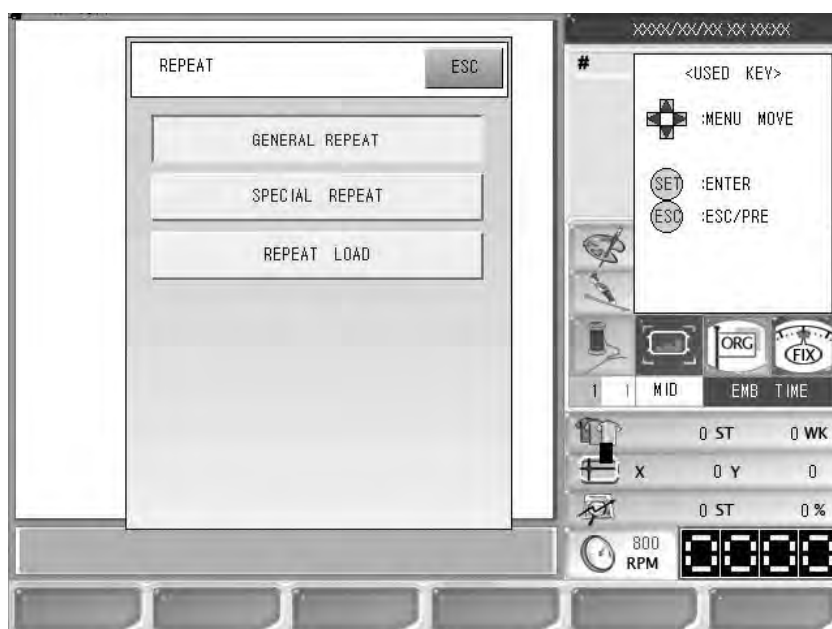 REPEAT
ESC
GENERAL REPEAT
SPECIAL REPEAT
REPEAT LOAD
XXXX/XX/XX XX XX:XX
#
<USED KEY>
:MENU MOVE
SET :ENTER
ESC :ESC/PRE
ORG
FIX
1 1 MID EMB TIME
0 ST 0 WK
X 0 Y 0
0 ST 0 %
800
RPM